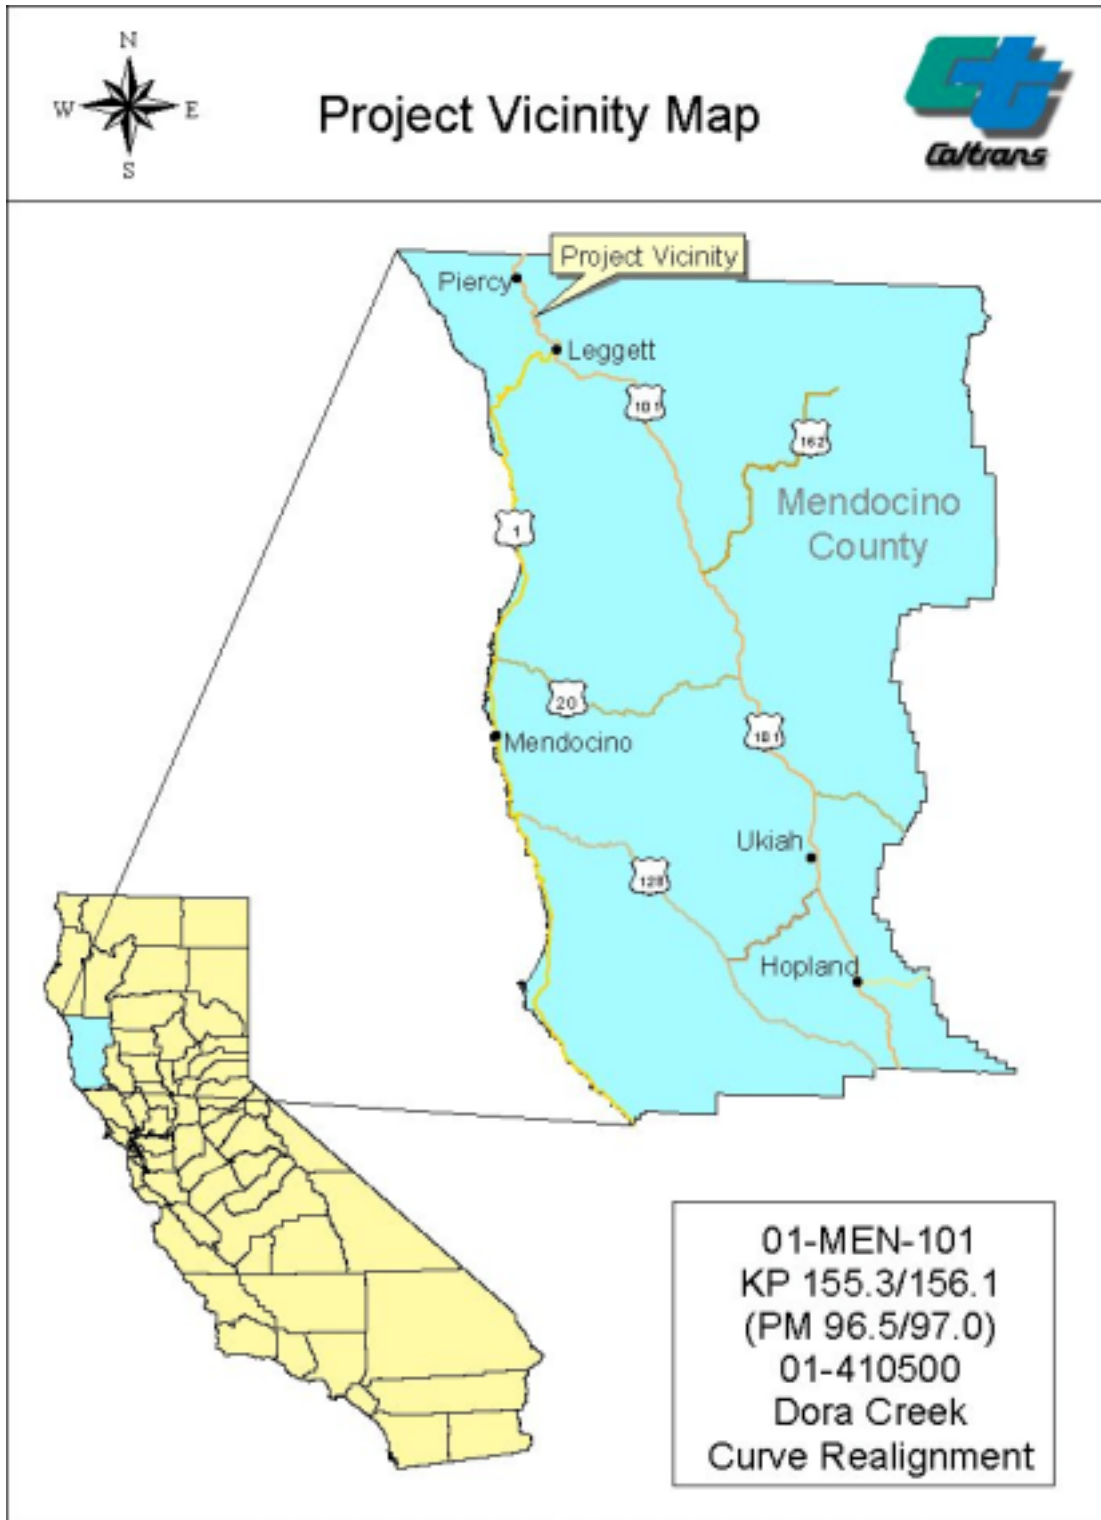 N
W E
S
Project Vicinity Map
Caltrans
Project Vicinity
Piercy
Leggett
101
162
Mendocino
County
1
20
101
Mendocino
Ukiah
128
Hopland
01-MEN-101
KP 155.3/156.1
(PM 96.5/97.0)
01-410500
Dora Creek
Curve Realignment